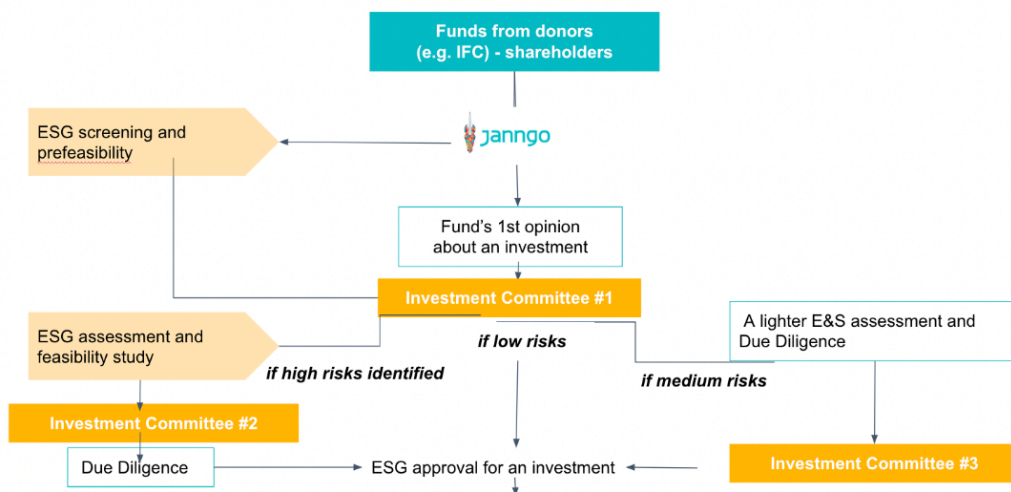 Funds from donors
(e.g. IFC) - shareholders
ESG screening and
prefeasibility
janngo
Fund's 1st opinion
about an investment
Investment Committee #1
ESG assessment and
feasibility study
if high risks identified
if low risks
if medium risks
A lighter E&S assessment and
Due Diligence
Investment Committee #2
Due Diligence
ESG approval for an investment
Investment Committee #3